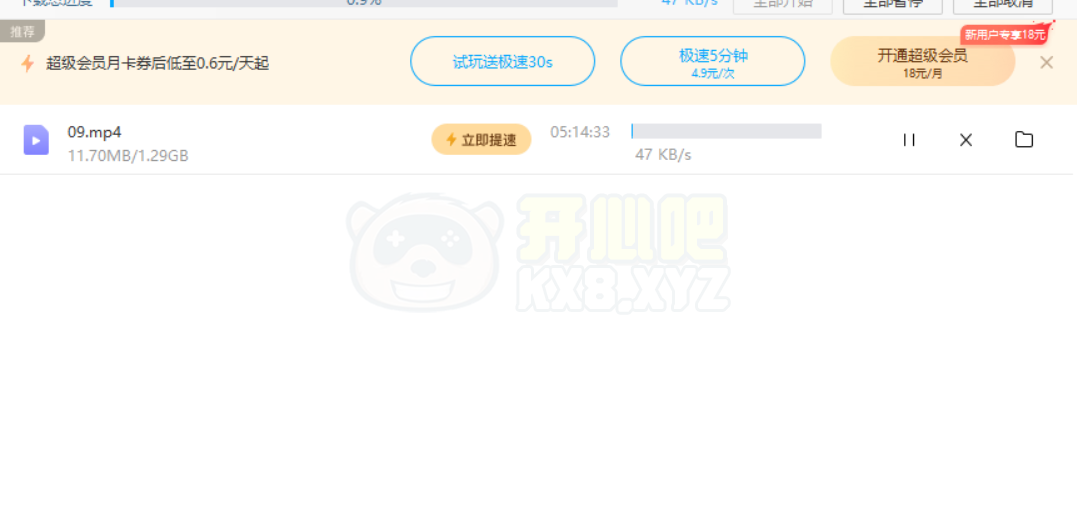 下载总进度 0.9% 47 KB/s 全部开始 全部暂停 全部取消
推荐
新用户专享18元
超级会员月卡券后低至0.6元/天起
试玩送极速30s
极速5分钟
4.9元/次
开通超级会员
18元/月
09.mp4
11.70MB/1.29GB
立即提速
05:14:33
47 KB/s
开心吧
KX8.XYZ